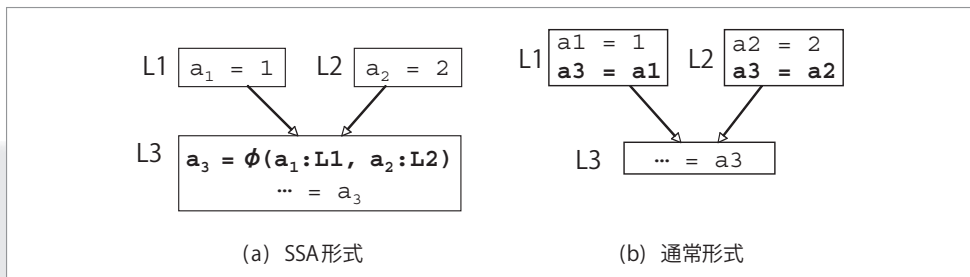 L1
a₁ = 1
L2
a₂ = 2
L3
a₃ = ϕ(a₁:L1, a₂:L2)
… = a₃
(a) SSA形式
L1
a1 = 1
a3 = a1
L2
a2 = 2
a3 = a2
L3
… = a3
(b) 通常形式